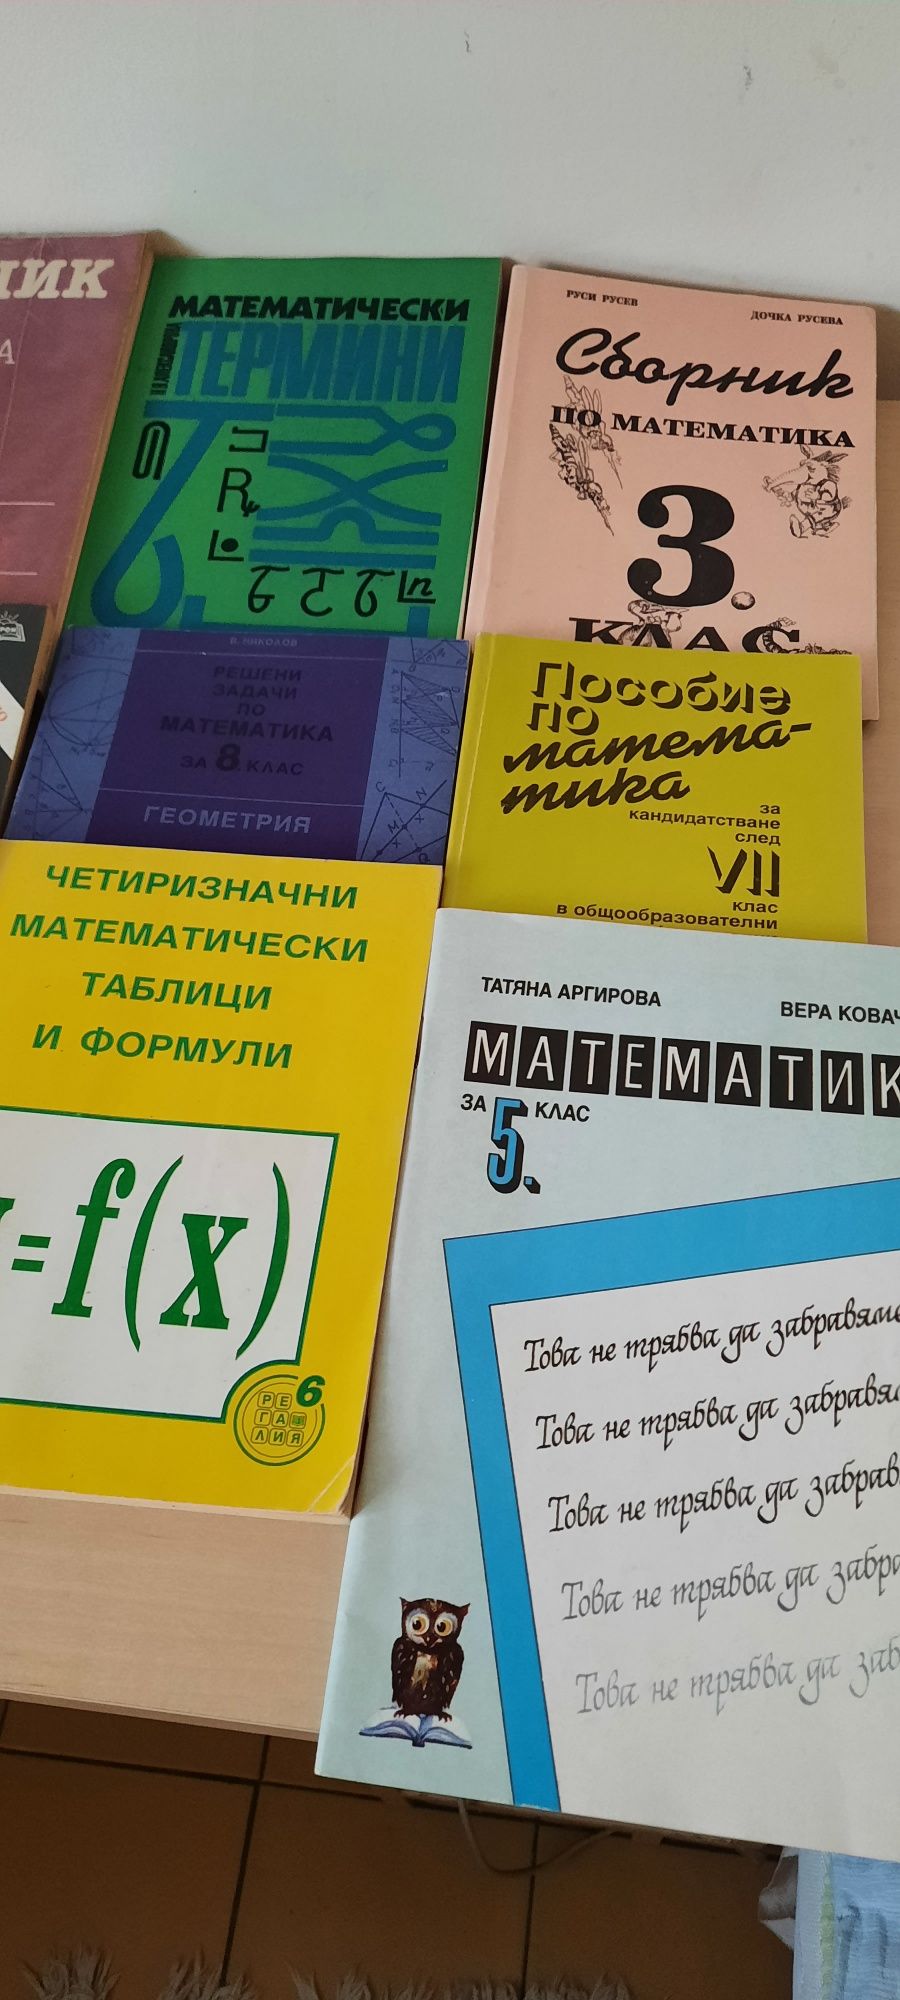 МАТЕМАТИЧЕСКИ
ТЕРМИНИ
РУСИ РУСЕВ
ДОЧКА РУСЕВА
Сборник
ПО МАТЕМАТИКА
3.
КЛАС
В. НИКОЛОВ
РЕШЕНИ
ЗАДАЧИ
ПО
МАТЕМАТИКА
ЗА 8 КЛАС
ГЕОМЕТРИЯ
Пособие
по
матема-
тика
за
кандидатстване
след
VII
клас
в общообразователни
ЧЕТИРИЗНАЧНИ
МАТЕМАТИЧЕСКИ
ТАБЛИЦИ
И ФОРМУЛИ
=f(x)
6
РЕ
ГА
ЛИЯ
ТАТЯНА АРГИРОВА
ВЕРА КОВАЧ
МАТЕМАТИК
ЗА 5. КЛАС
Това не трябва да забравяме
Това не трябва да забравя
Това не трябва да забрав
Това не трябва да забра
Това не трябва да заб